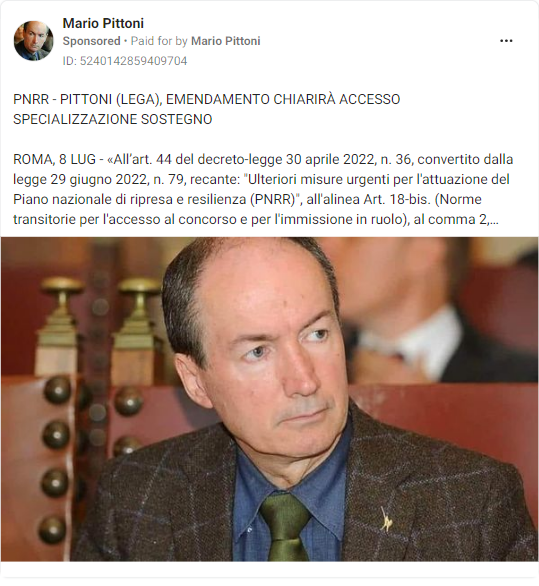 Mario Pittoni
Sponsored • Paid for by Mario Pittoni
ID: 5240142859409704
PNRR - PITTONI (LEGA), EMENDAMENTO CHIARIRÀ ACCESSO
SPECIALIZZAZIONE SOSTEGNO
ROMA, 8 LUG - «All’art. 44 del decreto-legge 30 aprile 2022, n. 36, convertito dalla
legge 29 giugno 2022, n. 79, recante: "Ulteriori misure urgenti per l'attuazione del
Piano nazionale di ripresa e resilienza (PNRR)", all'alinea Art. 18-bis. (Norme
transitorie per l'accesso al concorso e per l'immissione in ruolo), al comma 2,...